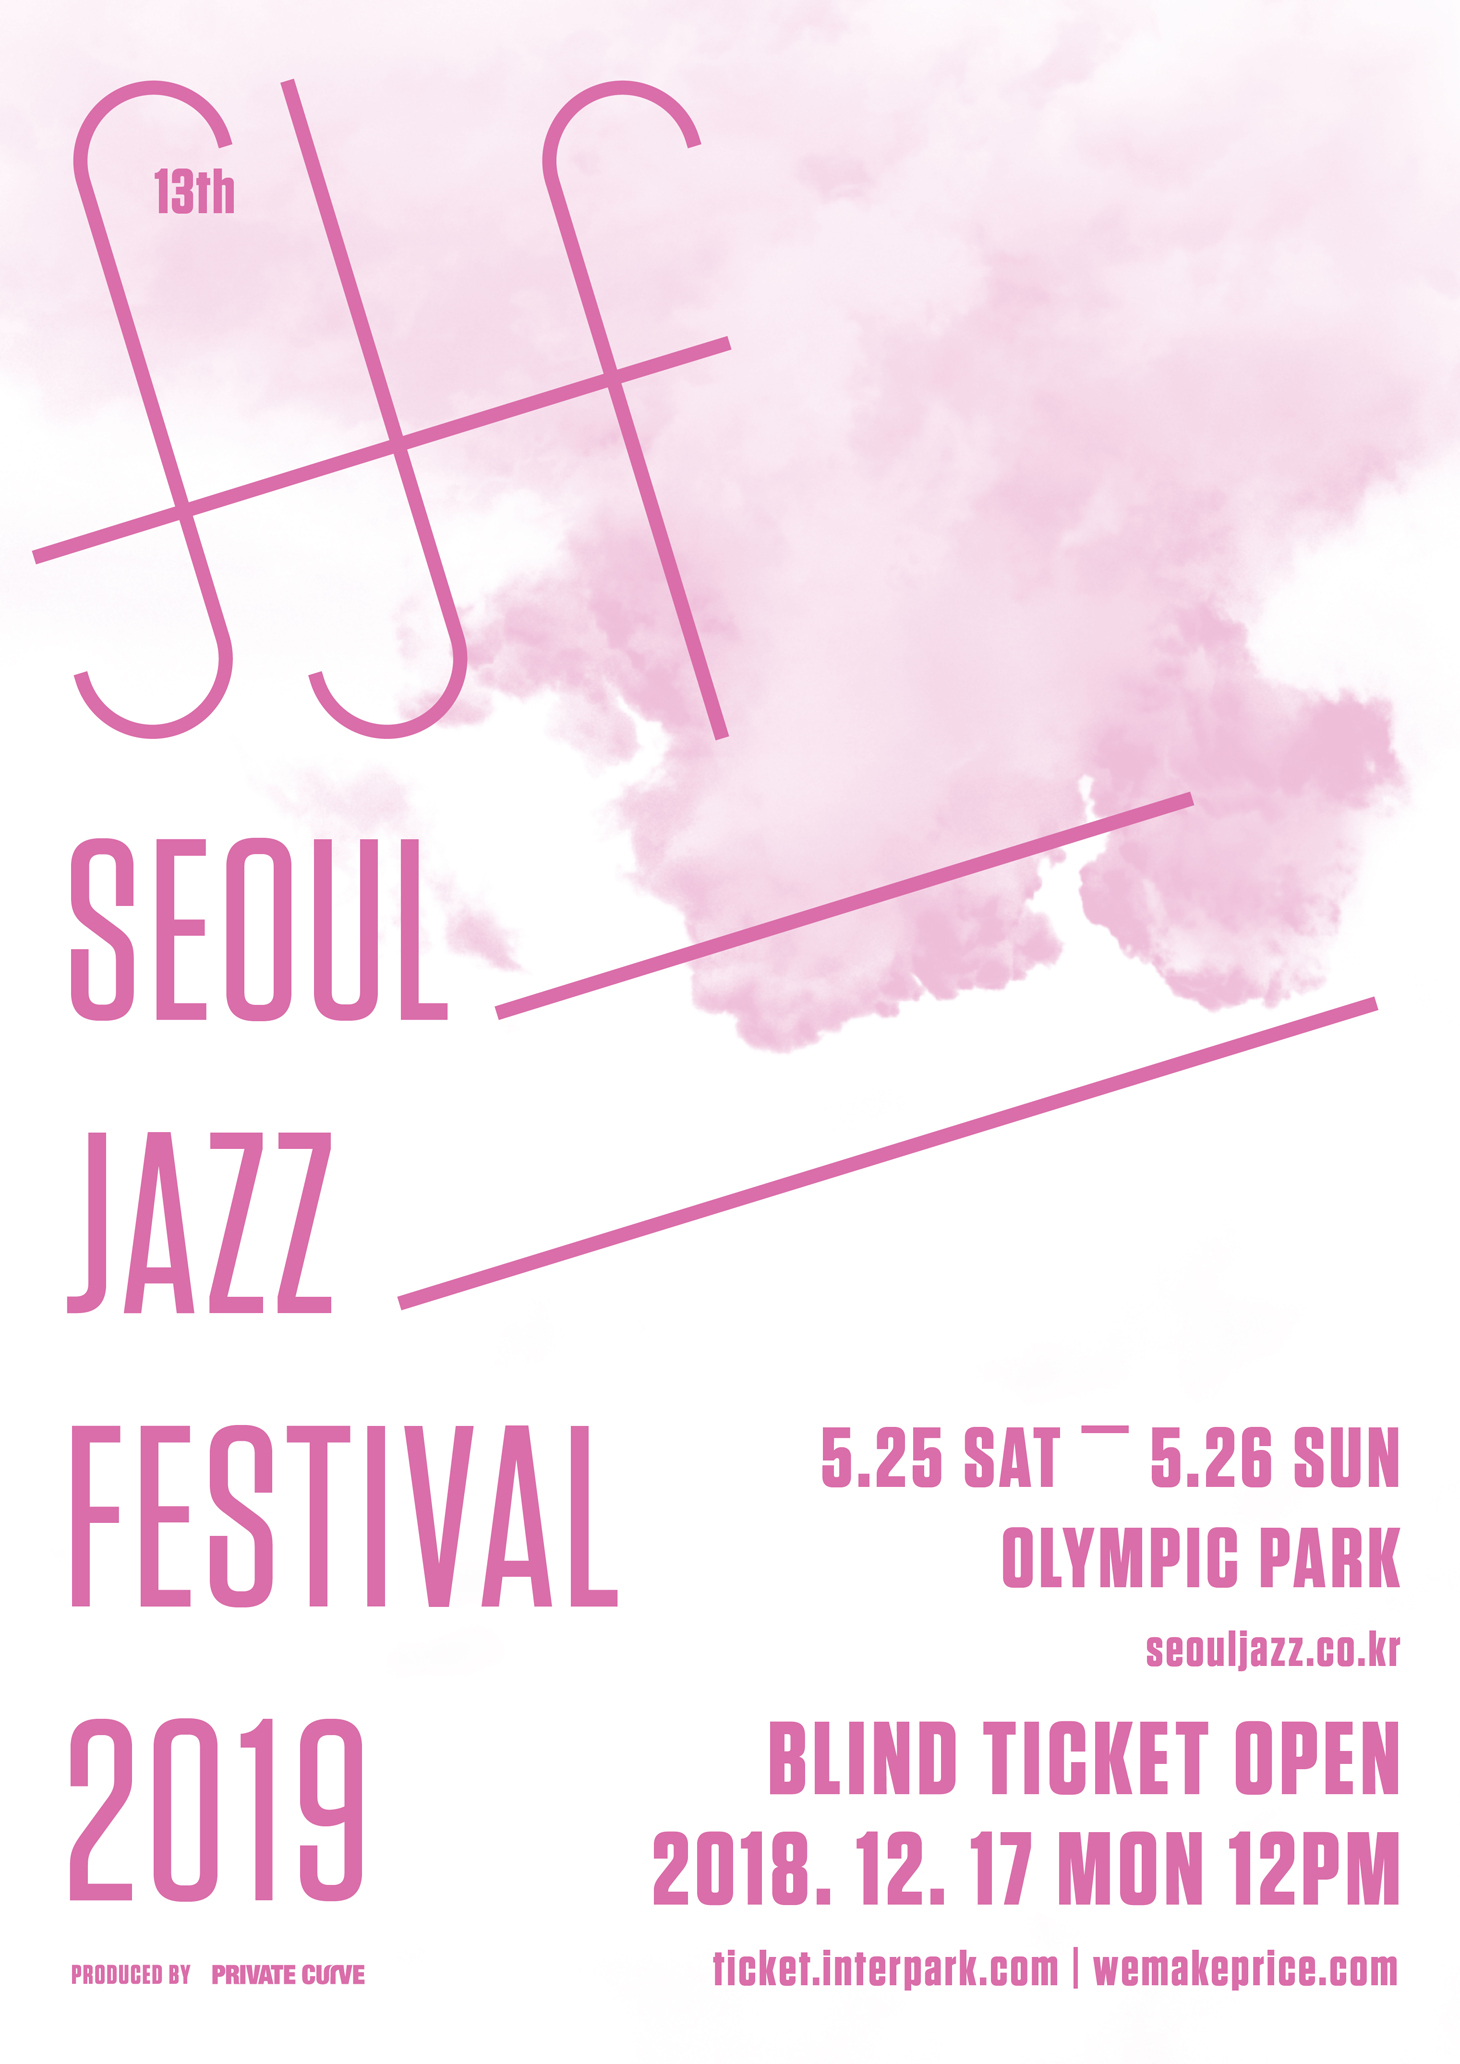 sjf
13th
SEOUL
JAZZ
FESTIVAL
2019
5.25 SAT – 5.26 SUN
OLYMPIC PARK
seouljazz.co.kr
BLIND TICKET OPEN
2018. 12. 17 MON 12PM
ticket.interpark.com | wemakeprice.com
PRODUCED BY PRIVATE CURVE